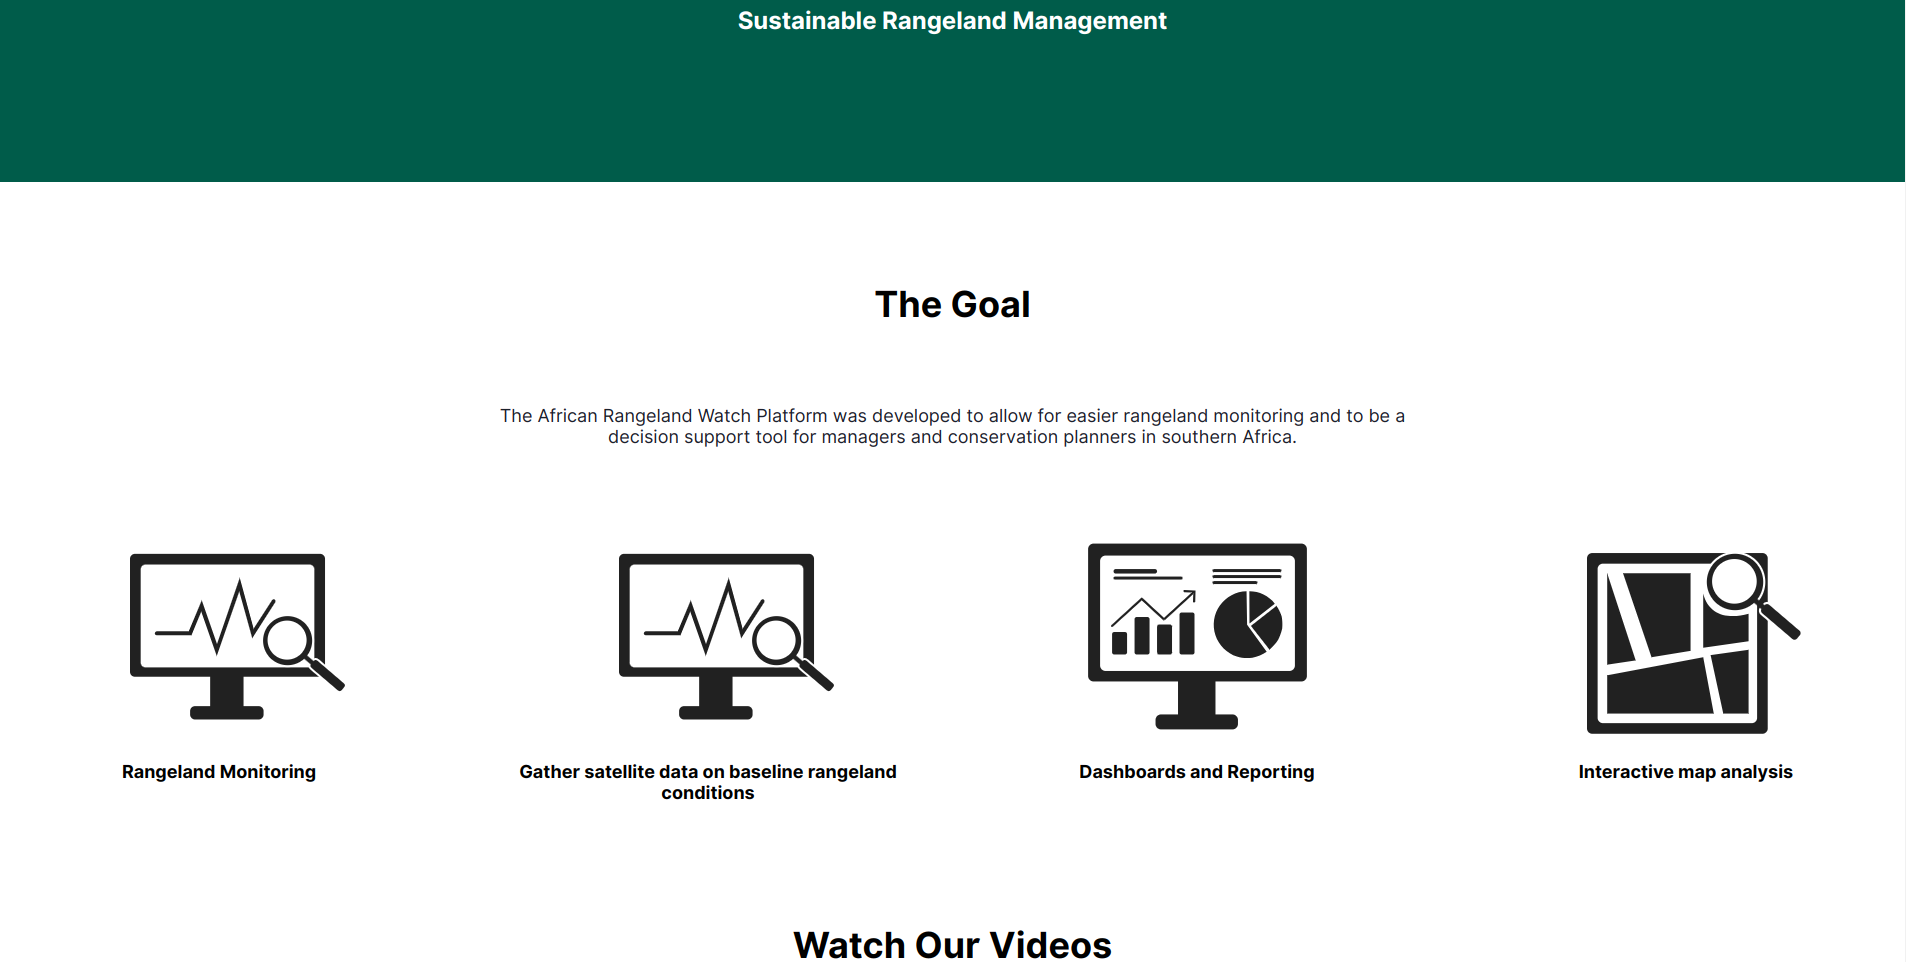 Sustainable Rangeland Management
The Goal
The African Rangeland Watch Platform was developed to allow for easier rangeland monitoring and to be a
decision support tool for managers and conservation planners in southern Africa.
Rangeland Monitoring
Gather satellite data on baseline rangeland
conditions
Dashboards and Reporting
Interactive map analysis
Watch Our Videos